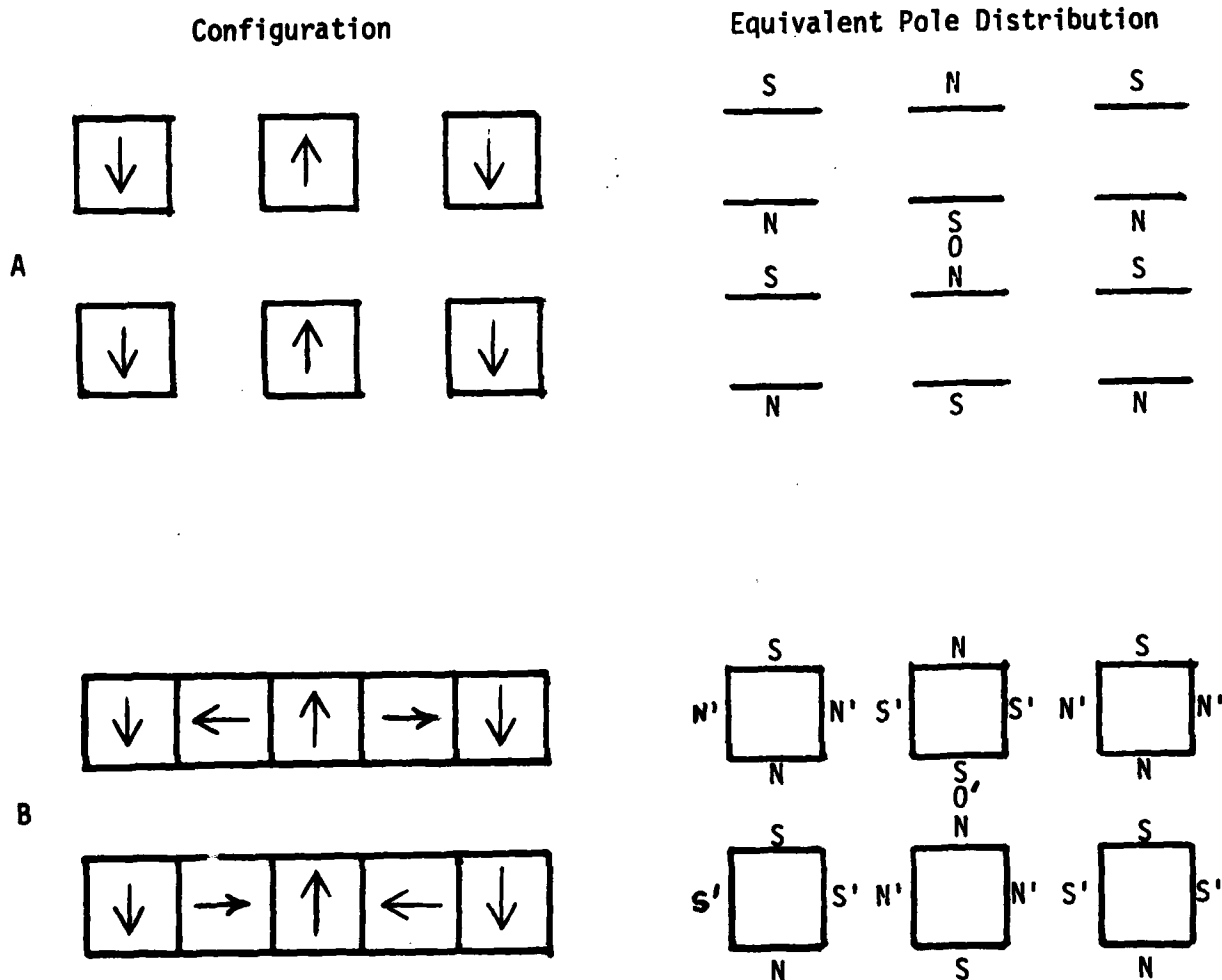 Configuration
Equivalent Pole Distribution
S N S
N S N
O
A
S N S
N S N
S N S
N' N' S' S' N' N'
N S N
O'
B
S N S
S' S' N' N' S' S'
N S N